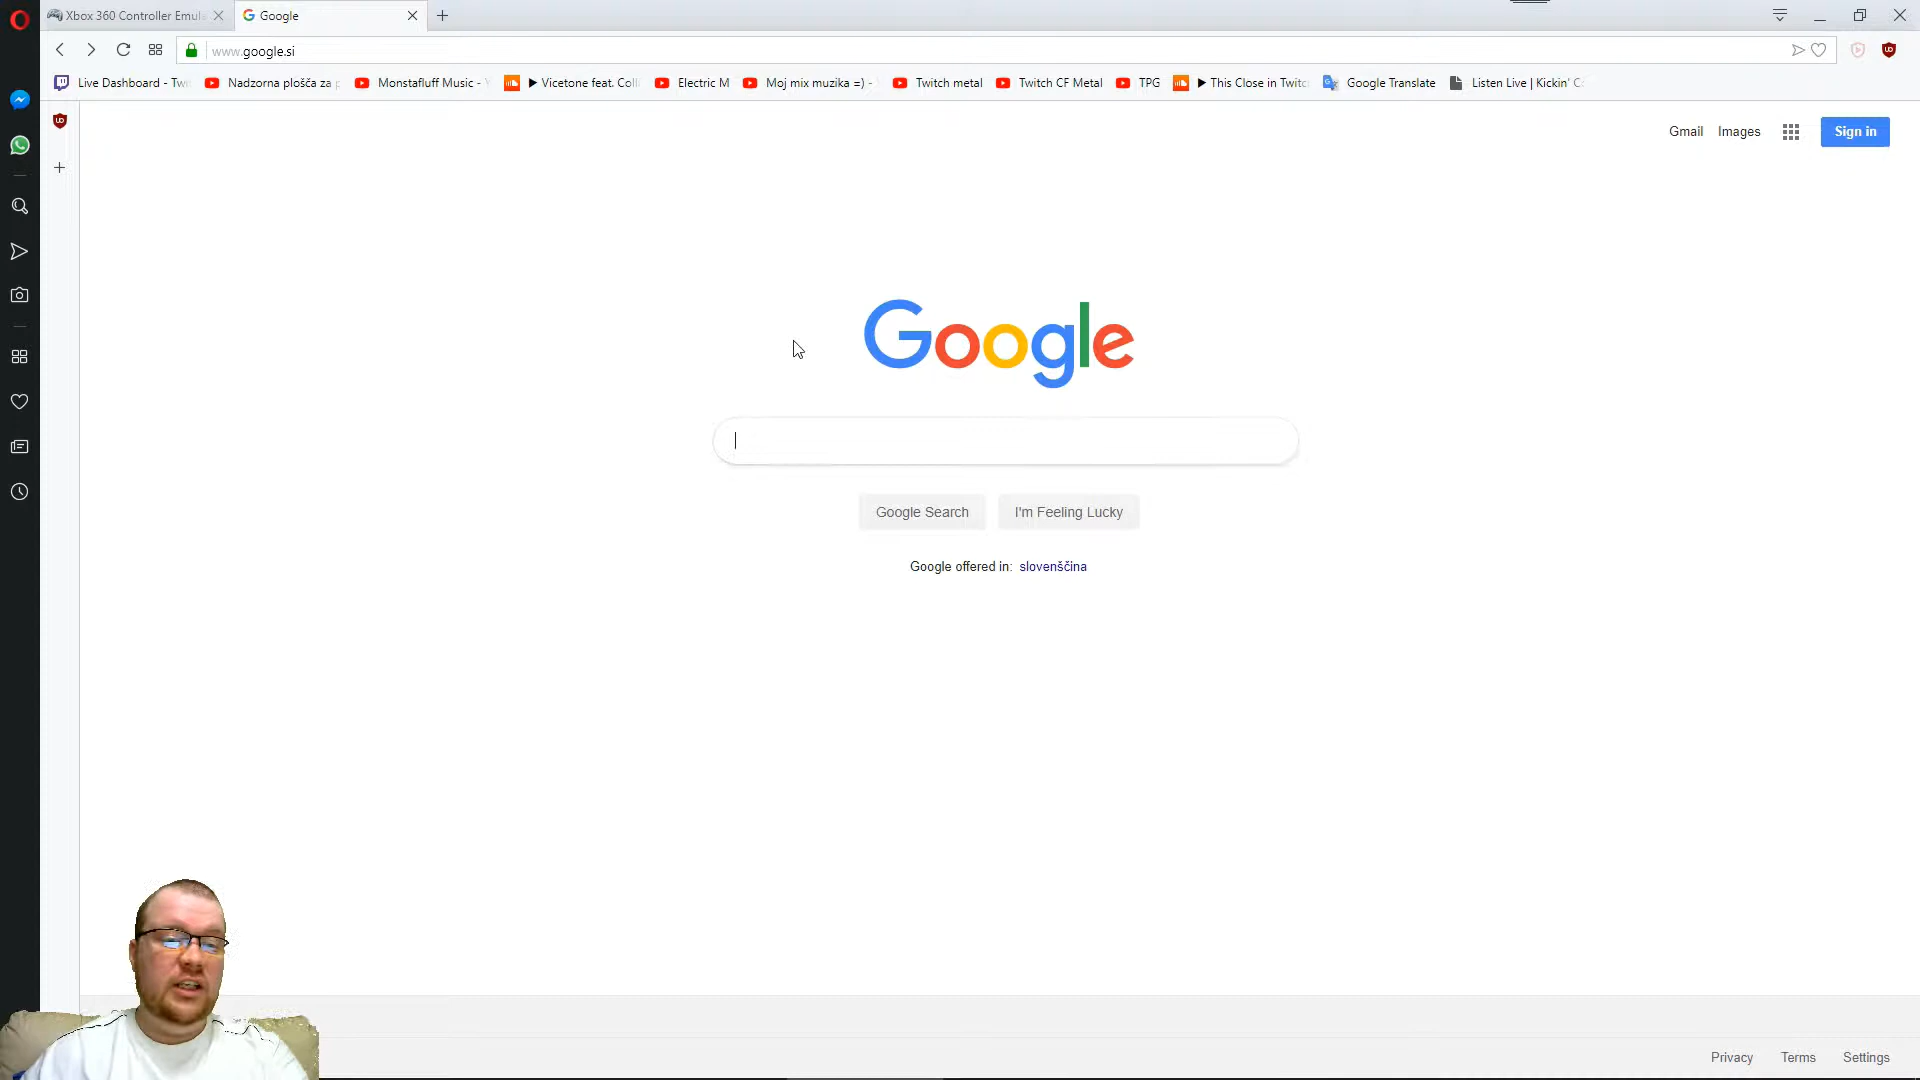 Xbox 360 Controller Emul
Google
www.google.si
Live Dashboard - Tw
Nadzorna plošča za
Monstafluff Music -
▶ Vicetone feat. Coll
Electric M
Moj mix muzika =) -
Twitch metal
Twitch CF Metal
TPG
▶ This Close in Twitc
Google Translate
Listen Live | Kickin' C
Gmail
Images
Sign in
Google
Google Search
I'm Feeling Lucky
Google offered in: slovenščina
Privacy
Terms
Settings